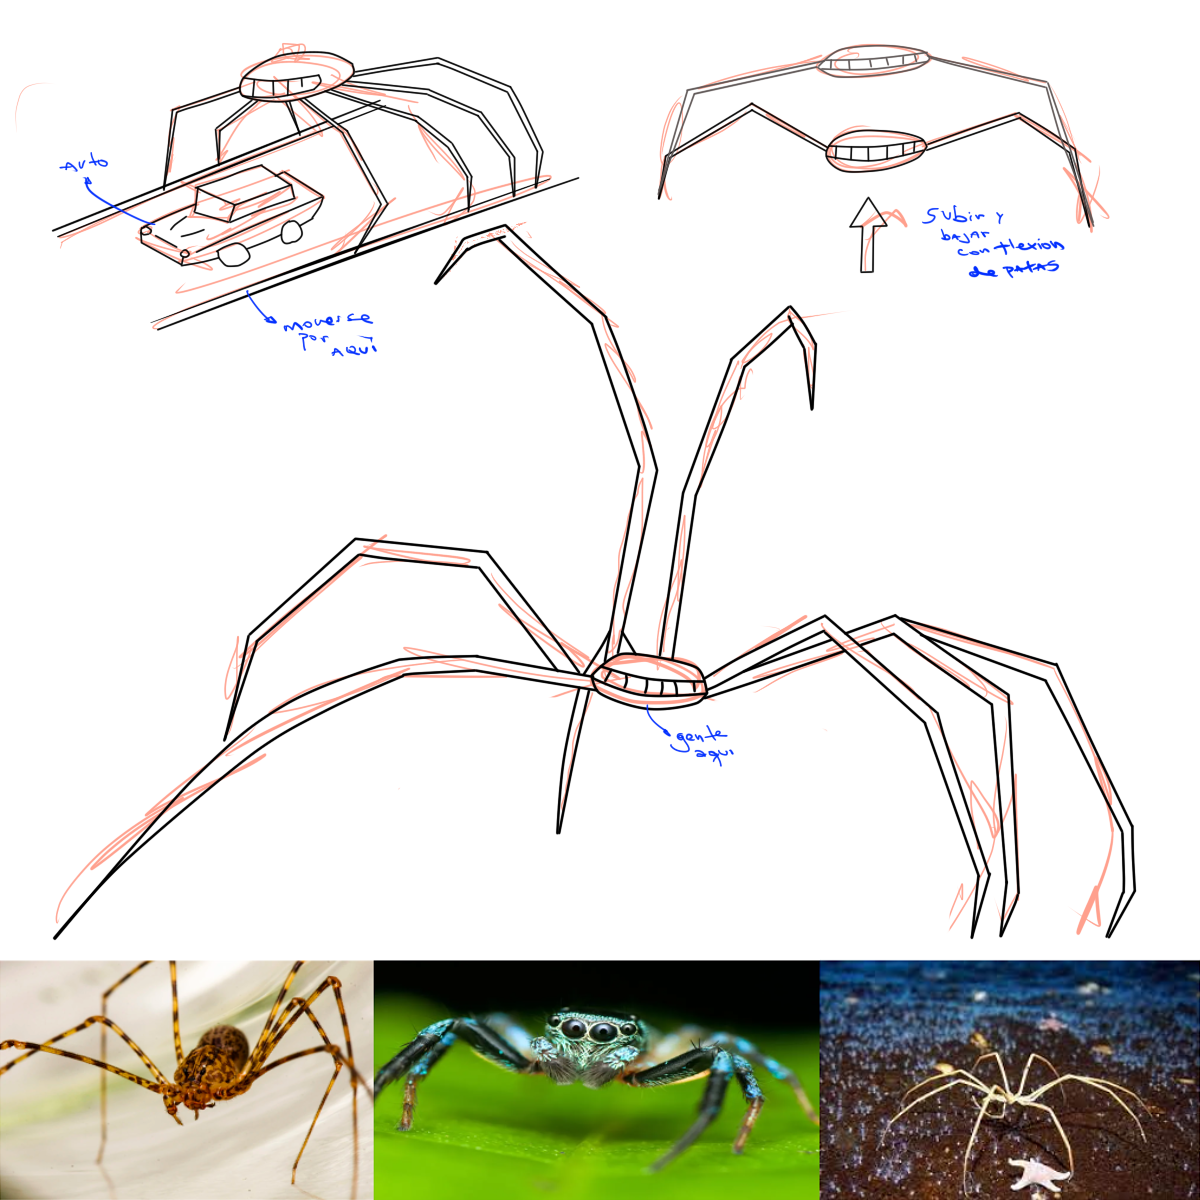 Auto
moverse
por
AQUÍ
Subir y
bajar
con flexion
de patas
gente
aquí